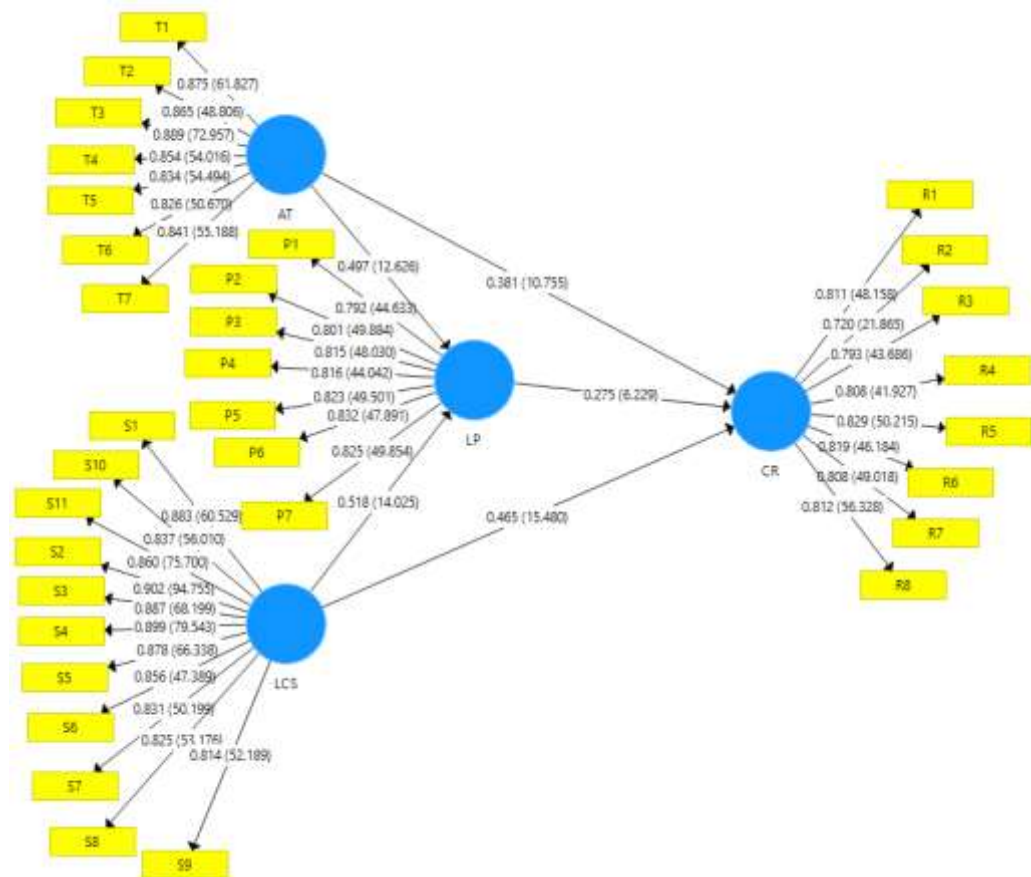 T1
T2
T3
T4
T5
T6
T7
0.875 (61.827)
0.865 (48.806)
0.889 (72.957)
0.854 (54.016)
0.834 (54.494)
0.826 (50.670)
0.841 (55.188)
AT
P1
P2
P3
P4
P5
P6
P7
0.497 (12.626)
0.381 (10.755)
0.792 (44.633)
0.801 (49.884)
0.815 (48.030)
0.816 (44.042)
0.823 (49.501)
0.832 (47.891)
0.825 (49.854)
LP
0.275 (6.229)
0.518 (14.025)
0.465 (15.480)
S1
S10
S11
S2
S3
S4
S5
S6
S7
S8
S9
0.883 (60.529)
0.837 (56.010)
0.860 (75.700)
0.902 (94.755)
0.887 (68.199)
0.899 (79.543)
0.878 (66.338)
0.856 (47.389)
0.831 (50.199)
0.825 (53.176)
0.814 (52.189)
LCS
R1
R2
R3
R4
R5
R6
R7
R8
0.811 (48.158)
0.720 (21.865)
0.793 (43.686)
0.808 (41.927)
0.829 (50.215)
0.819 (46.184)
0.808 (49.018)
0.812 (56.328)
CR